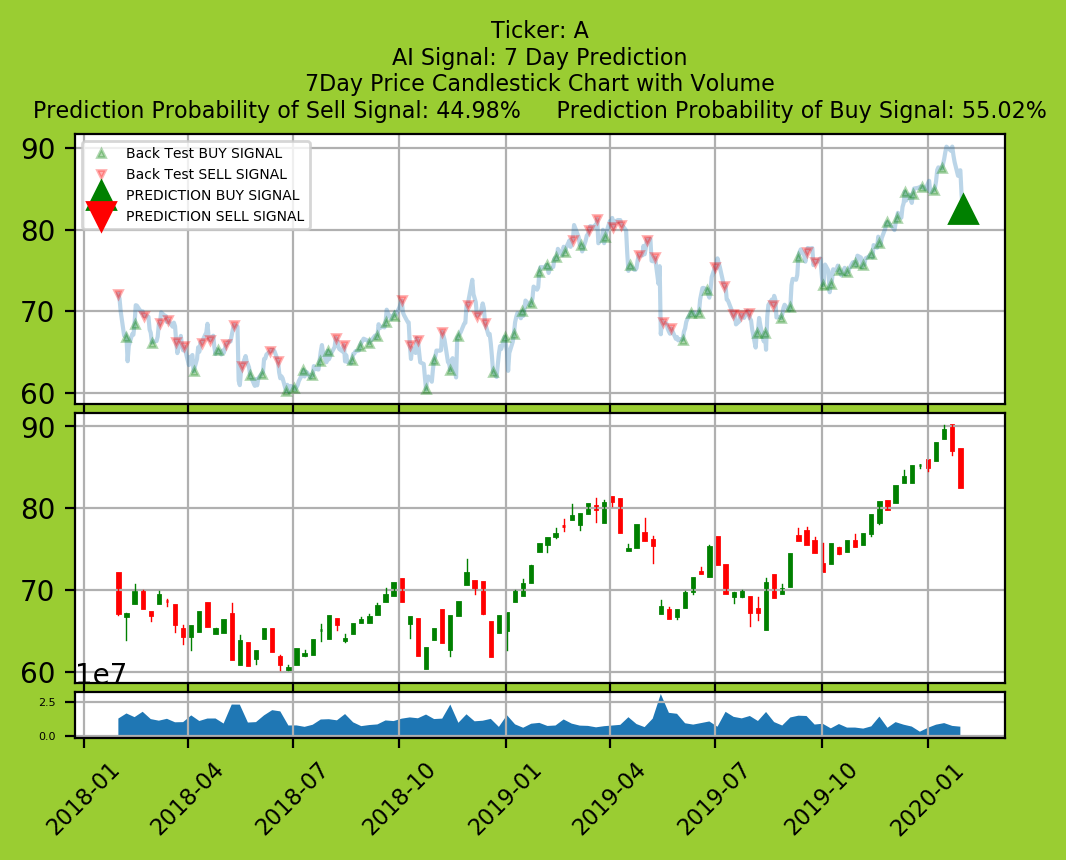 Ticker: A
AI Signal: 7 Day Prediction
7Day Price Candlestick Chart with Volume
Prediction Probability of Sell Signal: 44.98% Prediction Probability of Buy Signal: 55.02%
90
80
70
60
Back Test BUY SIGNAL
Back Test SELL SIGNAL
PREDICTION BUY SIGNAL
PREDICTION SELL SIGNAL
90
80
70
60
1e7
2.5
0.0
2018-01
2018-04
2018-07
2018-10
2019-01
2019-04
2019-07
2019-10
2020-01